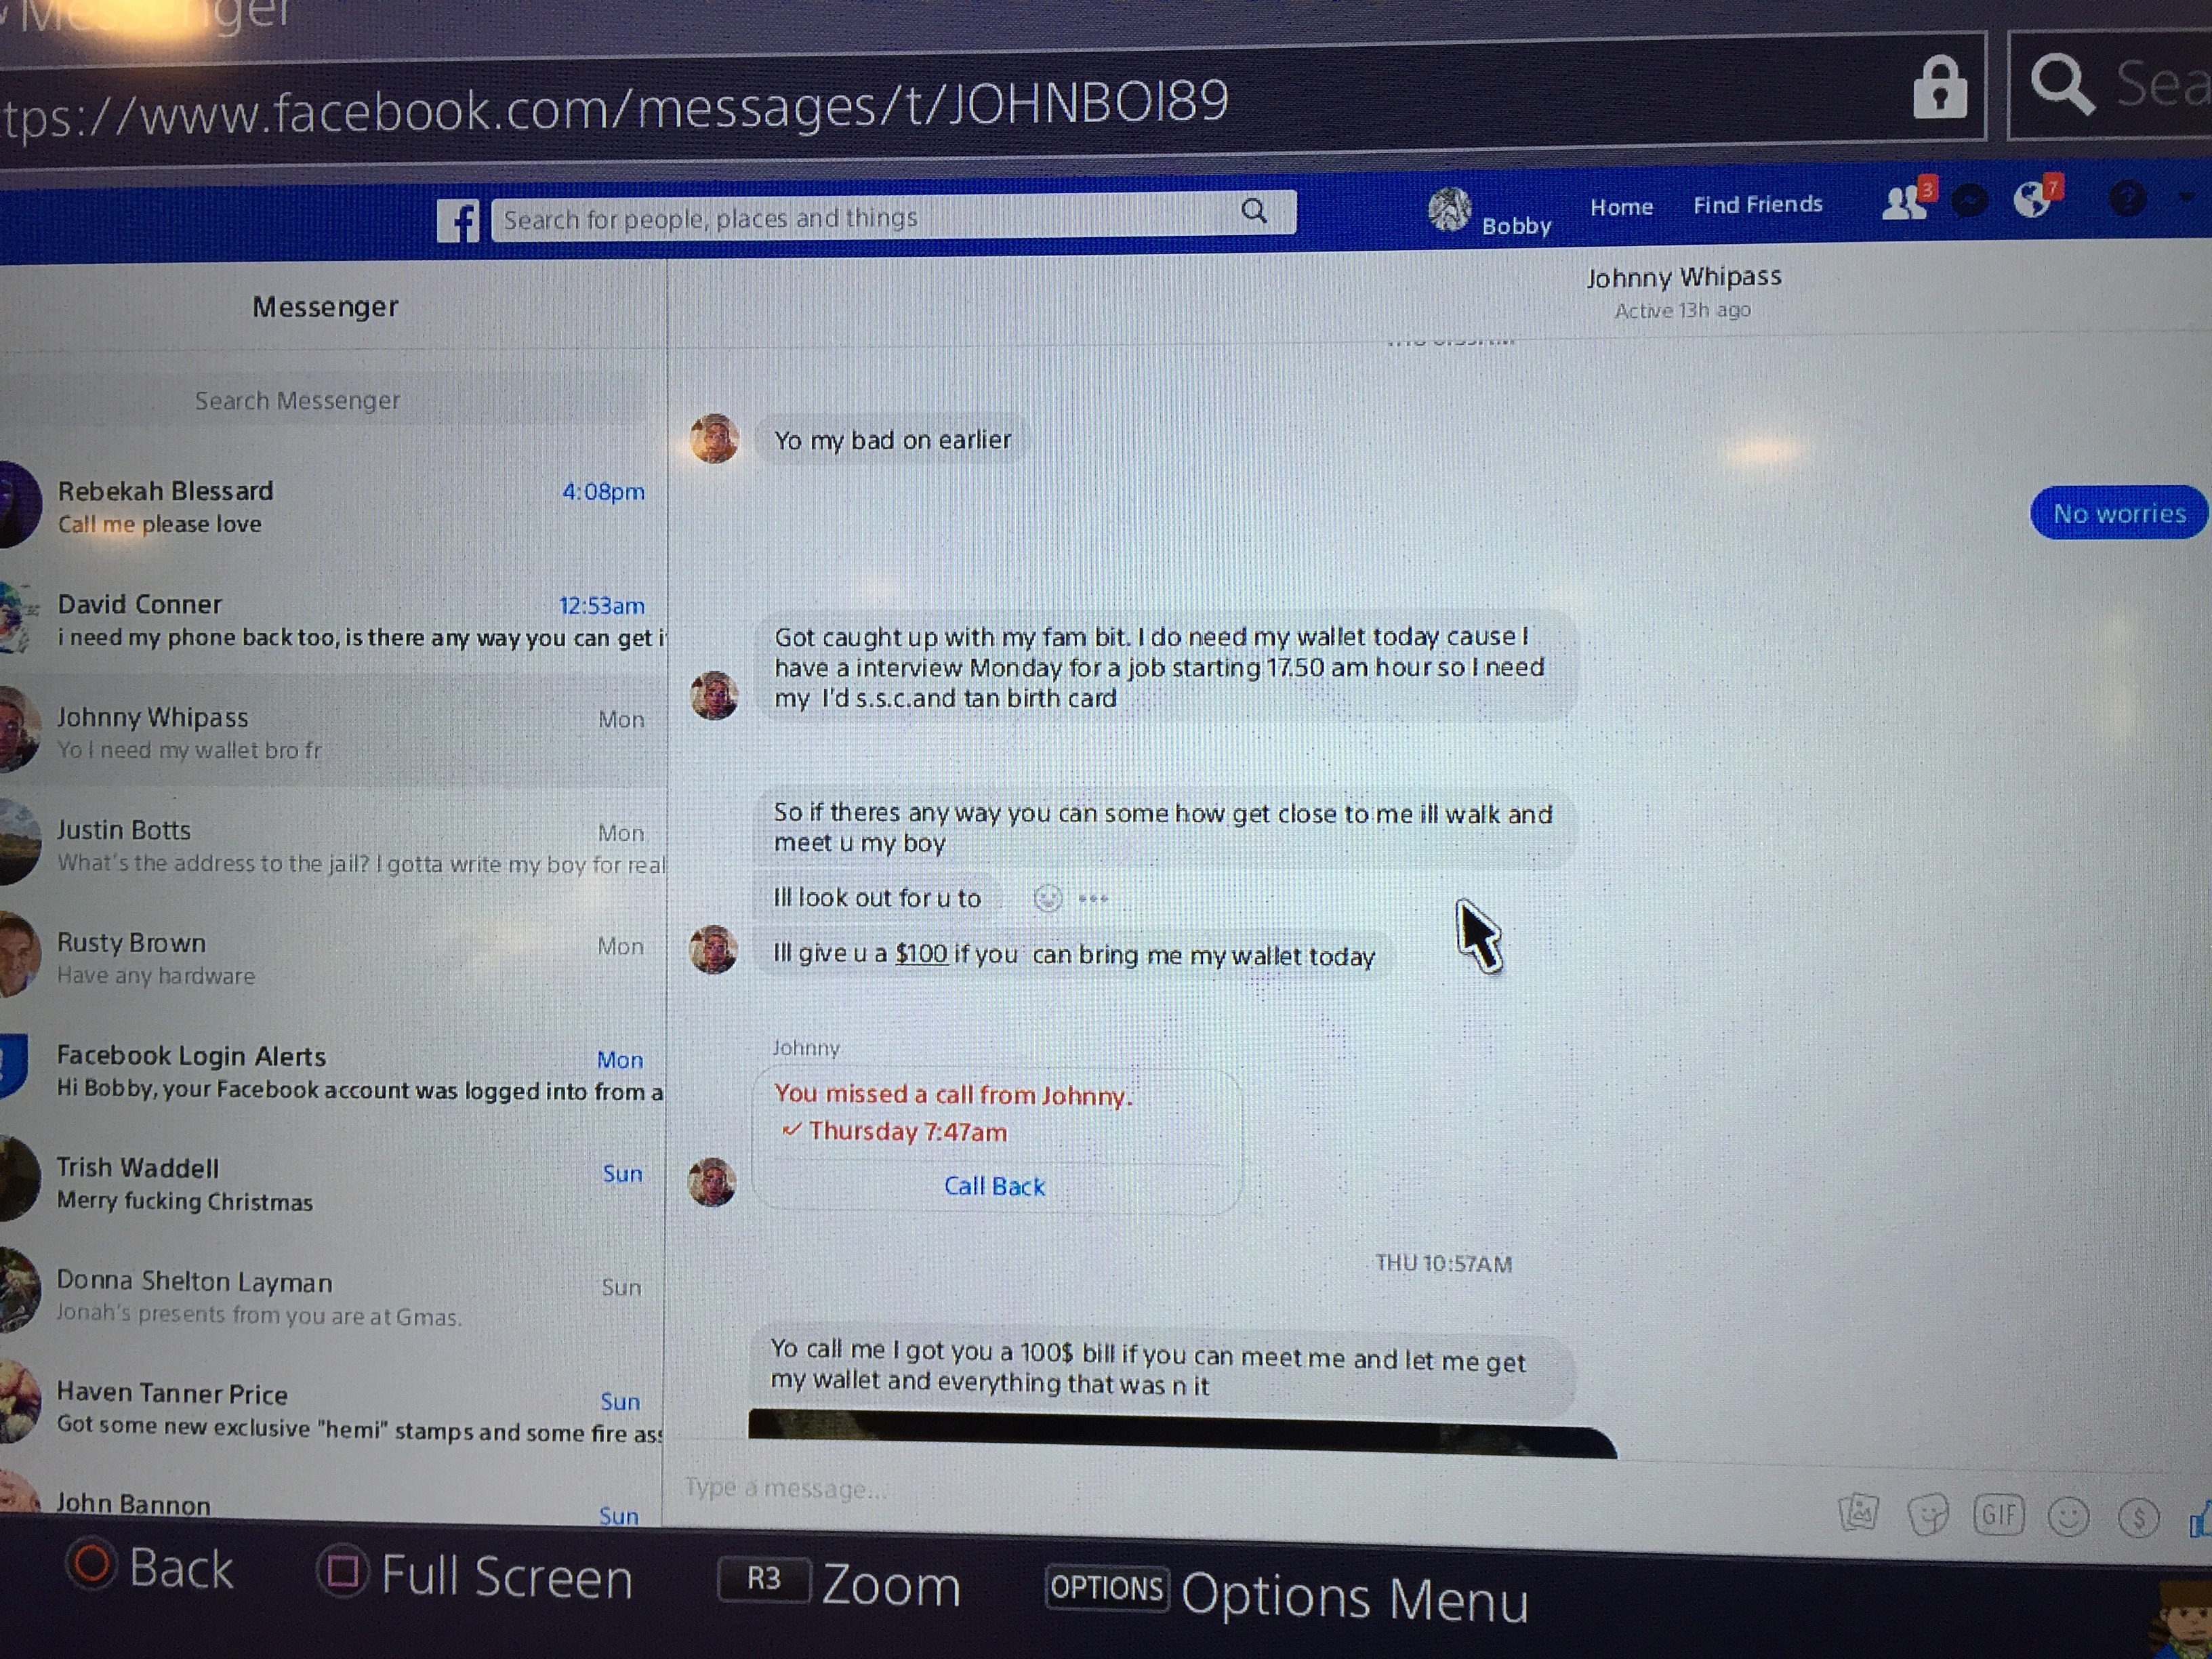 Messenger
tps://www.facebook.com/messages/t/JOHNBOI89
Sea
Search for people, places and things
Bobby
Home
Find Friends
3
7
Messenger
Johnny Whipass
Active 13h ago
Search Messenger
Rebekah Blessard
4:08pm
Call me please love
David Conner
12:53am
i need my phone back too, is there any way you can get i
Johnny Whipass
Mon
Yo I need my wallet bro fr
Justin Botts
Mon
What's the address to the jail? I gotta write my boy for real
Rusty Brown
Mon
Have any hardware
Facebook Login Alerts
Mon
Hi Bobby, your Facebook account was logged into from a
Trish Waddell
Sun
Merry fucking Christmas
Donna Shelton Layman
Sun
Jonah's presents from you are at Gmas.
Haven Tanner Price
Sun
Got some new exclusive "hemi" stamps and some fire ass
John Bannon
Sun
Yo my bad on earlier
No worries
Got caught up with my fam bit. I do need my wallet today cause I
have a interview Monday for a job starting 17.50 am hour so I need
my I'd s.s.c.and tan birth card
So if theres any way you can some how get close to me ill walk and
meet u my boy
Ill look out for u to
Ill give u a $100 if you can bring me my wallet today
Johnny
You missed a call from Johnny.
Thursday 7:47am
Call Back
THU 10:57AM
Yo call me I got you a 100$ bill if you can meet me and let me get
my wallet and everything that was n it
Type a message...
GIF
$
Back
Full Screen
R3
Zoom
OPTIONS
Options Menu